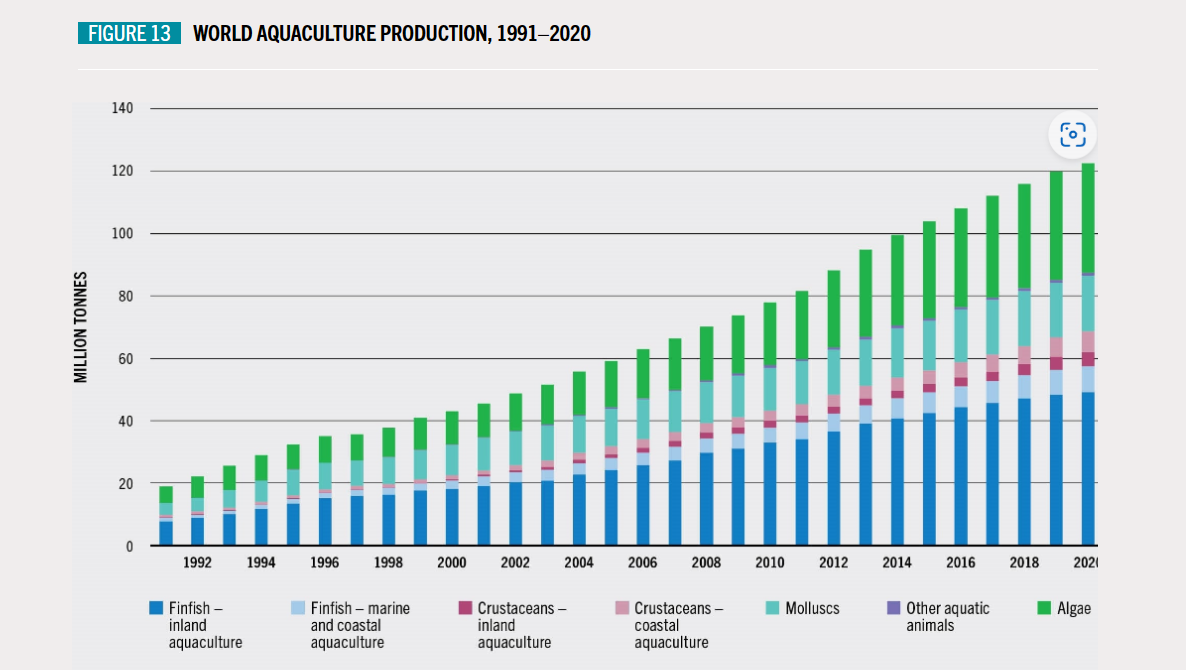 FIGURE 13 WORLD AQUACULTURE PRODUCTION, 1991–2020
140
120
100
80
60
40
20
0
MILLION TONNES
1992 1994 1996 1998 2000 2002 2004 2006 2008 2010 2012 2014 2016 2018 2020
Finfish –
inland
aquaculture
Finfish – marine
and coastal
aquaculture
Crustaceans –
inland
aquaculture
Crustaceans –
coastal
aquaculture
Molluscs
Other aquatic
animals
Algae